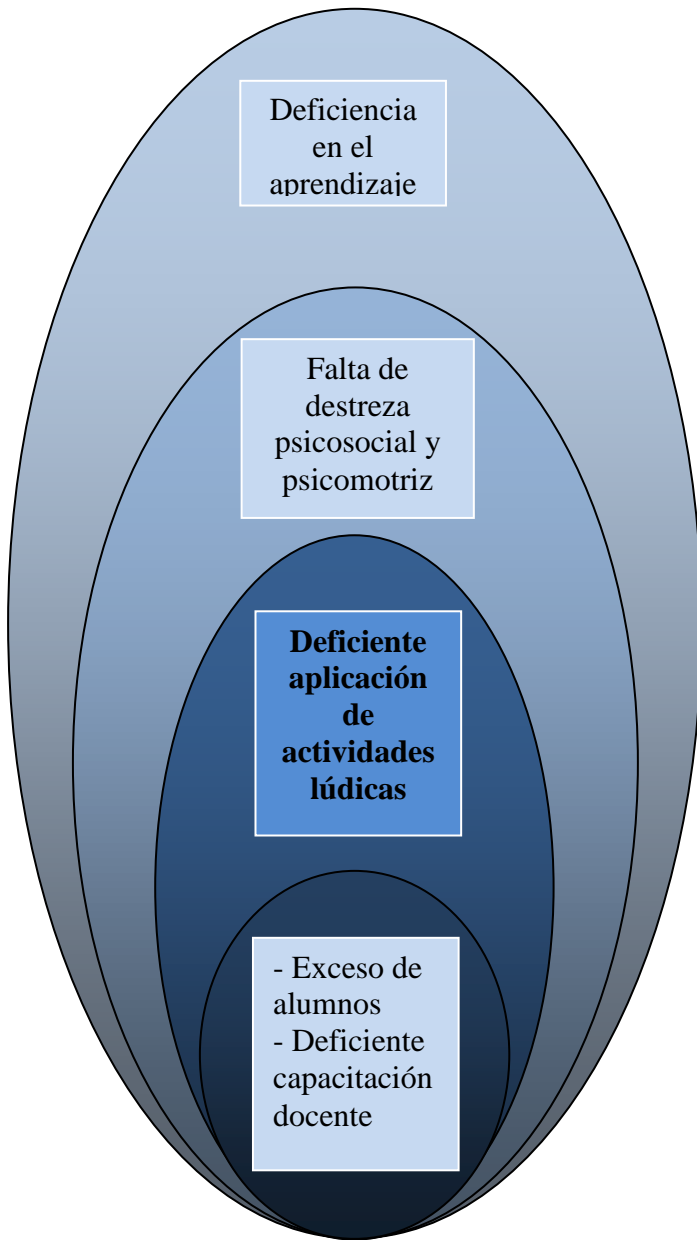 Deficiencia
en el
aprendizaje
Falta de
destreza
psicosocial y
psicomotriz
Deficiente
aplicación
de
actividades
lúdicas
- Exceso de
alumnos
- Deficiente
capacitación
docente